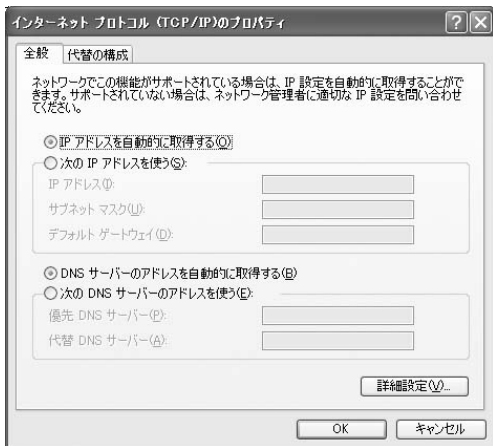 インターネット プロトコル (TCP/IP)のプロパティ
全般
代替の構成
ネットワークでこの機能がサポートされている場合は、IP 設定を自動的に取得することがで
きます。サポートされていない場合は、ネットワーク管理者に適切な IP 設定を問い合わせ
てください。
IP アドレスを自動的に取得する(O)
次の IP アドレスを使う(S):
IP アドレス(I):
サブネット マスク(U):
デフォルト ゲートウェイ(D):
DNS サーバーのアドレスを自動的に取得する(B)
次の DNS サーバーのアドレスを使う(E):
優先 DNS サーバー(P):
代替 DNS サーバー(A):
詳細設定(V)...
OK
キャンセル